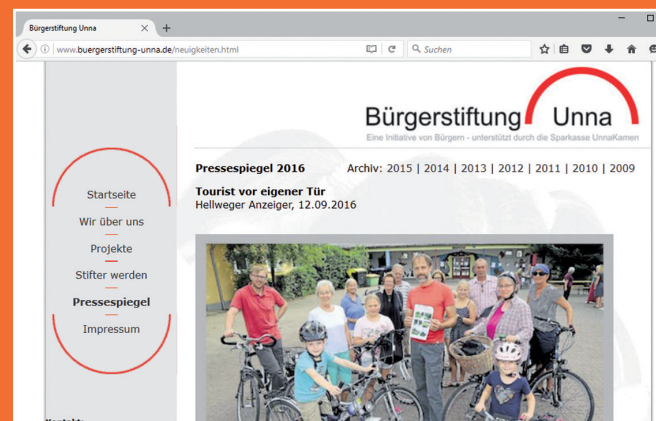 Bürgerstiftung Unna
www.buergerstiftung-unna.de/neuigkeiten.html
Suchen
Bürgerstiftung Unna
Eine Initiative von Bürgern - unterstützt durch die Sparkasse UnnaKamen
Pressespiegel 2016 Archiv: 2015 | 2014 | 2013 | 2012 | 2011 | 2010 | 2009
Tourist vor eigener Tür
Hellweger Anzeiger, 12.09.2016
Startseite
Wir über uns
Projekte
Stifter werden
Pressespiegel
Impressum